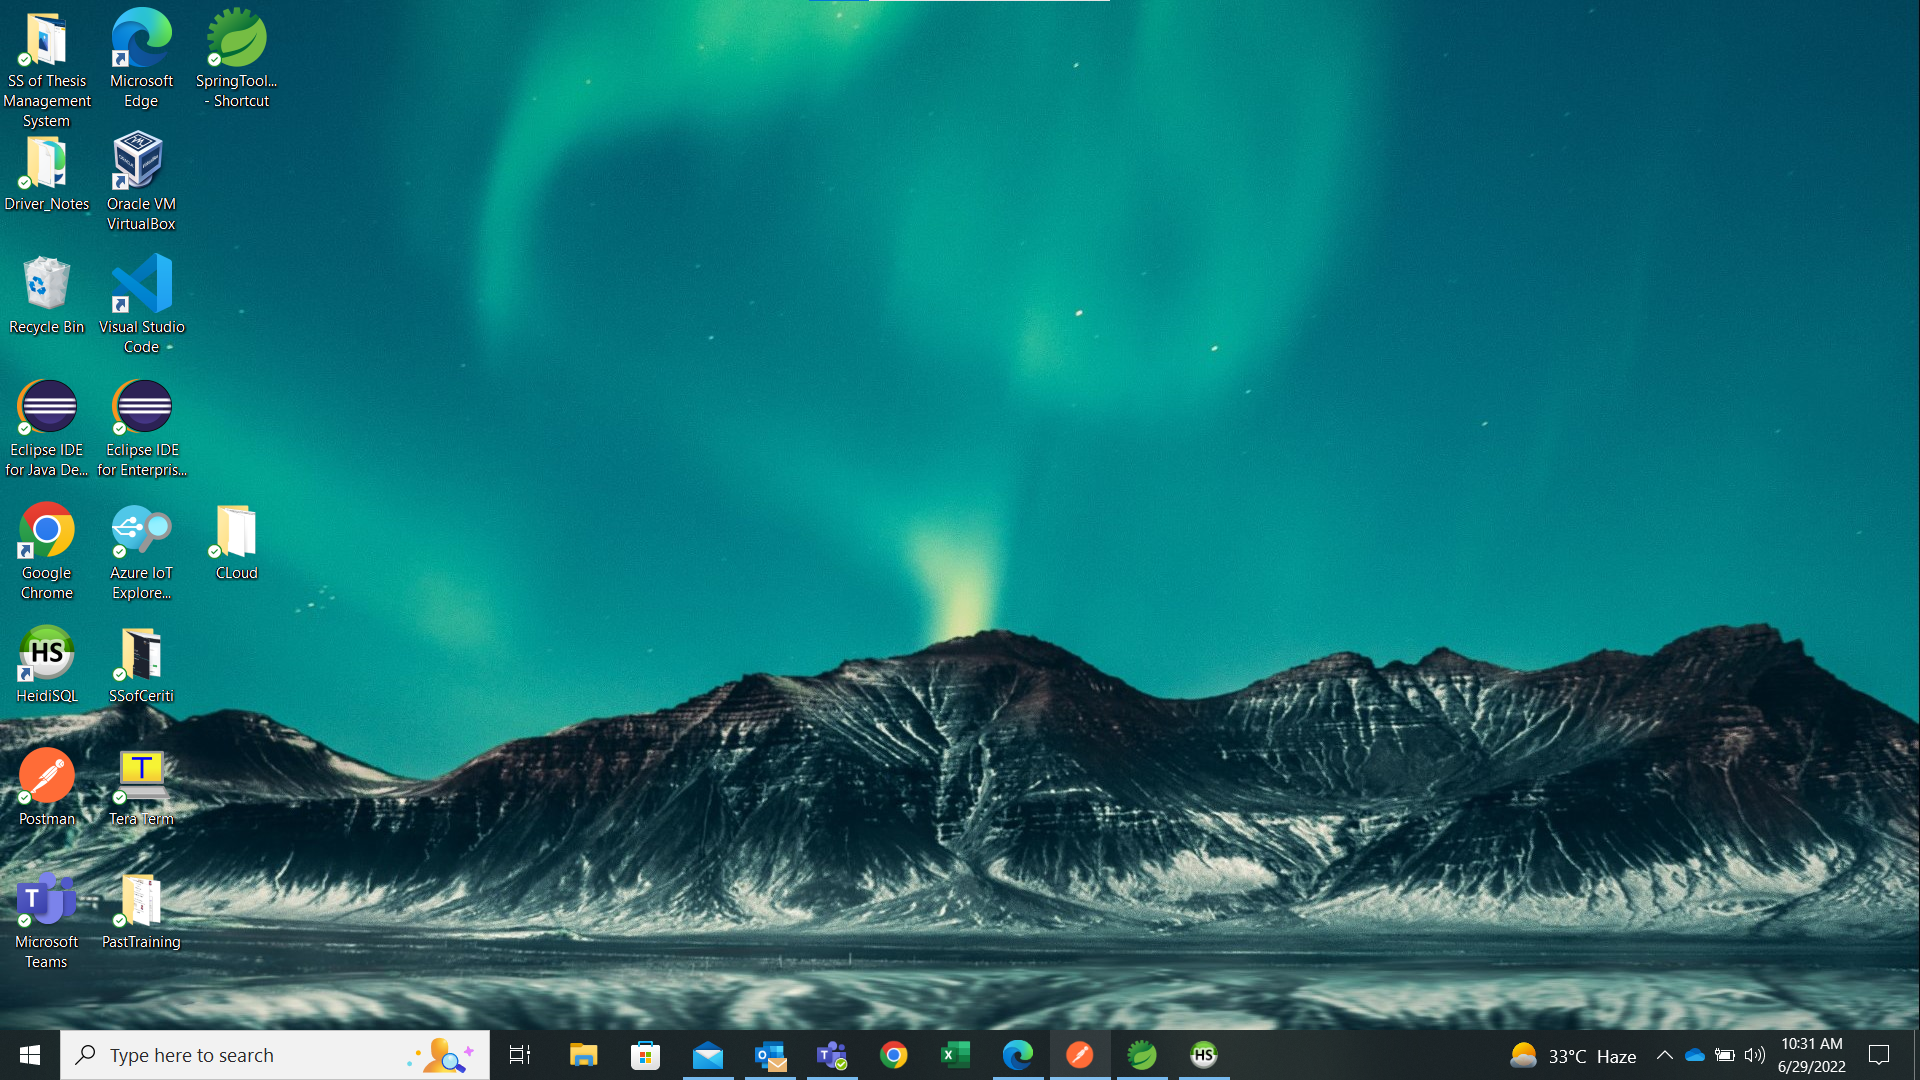 SS of Thesis
Management
System
Microsoft
Edge
SpringTool...
- Shortcut
Driver_Notes
Oracle VM
VirtualBox
Recycle Bin
Visual Studio
Code
Eclipse IDE
for Java De...
Eclipse IDE
for Enterpris...
Google
Chrome
Azure IoT
Explore...
CLoud
HS
HeidiSQL
SSofCeriti
Postman
T
Tera Term
T
Microsoft
Teams
PastTraining
Type here to search
O
T
X
HS
33°C Haze
10:31 AM
6/29/2022